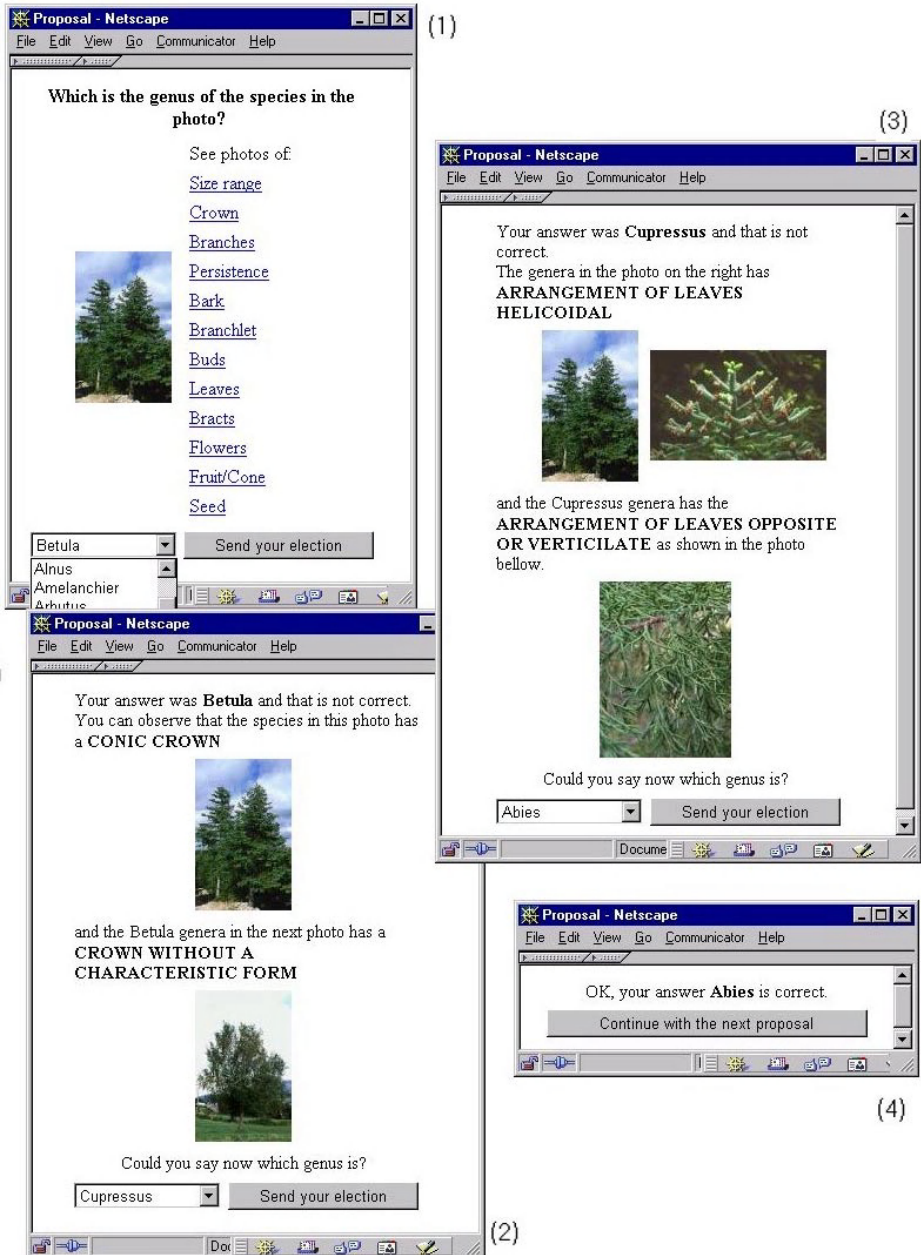 Proposal - Netscape
(1)
File Edit View Go Communicator Help
Which is the genus of the species in the
photo?
See photos of:
Size range
Crown
Branches
Persistence
Bark
Branchlet
Buds
Leaves
Bracts
Flowers
Fruit/Cone
Seed
Betula
Send your election
Alnus
Amelanchier
Arbutus
Proposal - Netscape
File Edit View Go Communicator Help
Your answer was Betula and that is not correct.
You can observe that the species in this photo has
a CONIC CROWN
and the Betula genera in the next photo has a
CROWN WITHOUT A
CHARACTERISTIC FORM
Could you say now which genus is?
Cupressus
Send your election
Doc
(2)
(3)
Proposal - Netscape
File Edit View Go Communicator Help
Your answer was Cupressus and that is not
correct.
The genera in the photo on the right has
ARRANGEMENT OF LEAVES
HELICOIDAL
and the Cupressus genera has the
ARRANGEMENT OF LEAVES OPPOSITE
OR VERTICILATE as shown in the photo
bellow.
Could you say now which genus is?
Abies
Send your election
Docume
Proposal - Netscape
File Edit View Go Communicator Help
OK, your answer Abies is correct.
Continue with the next proposal
(4)